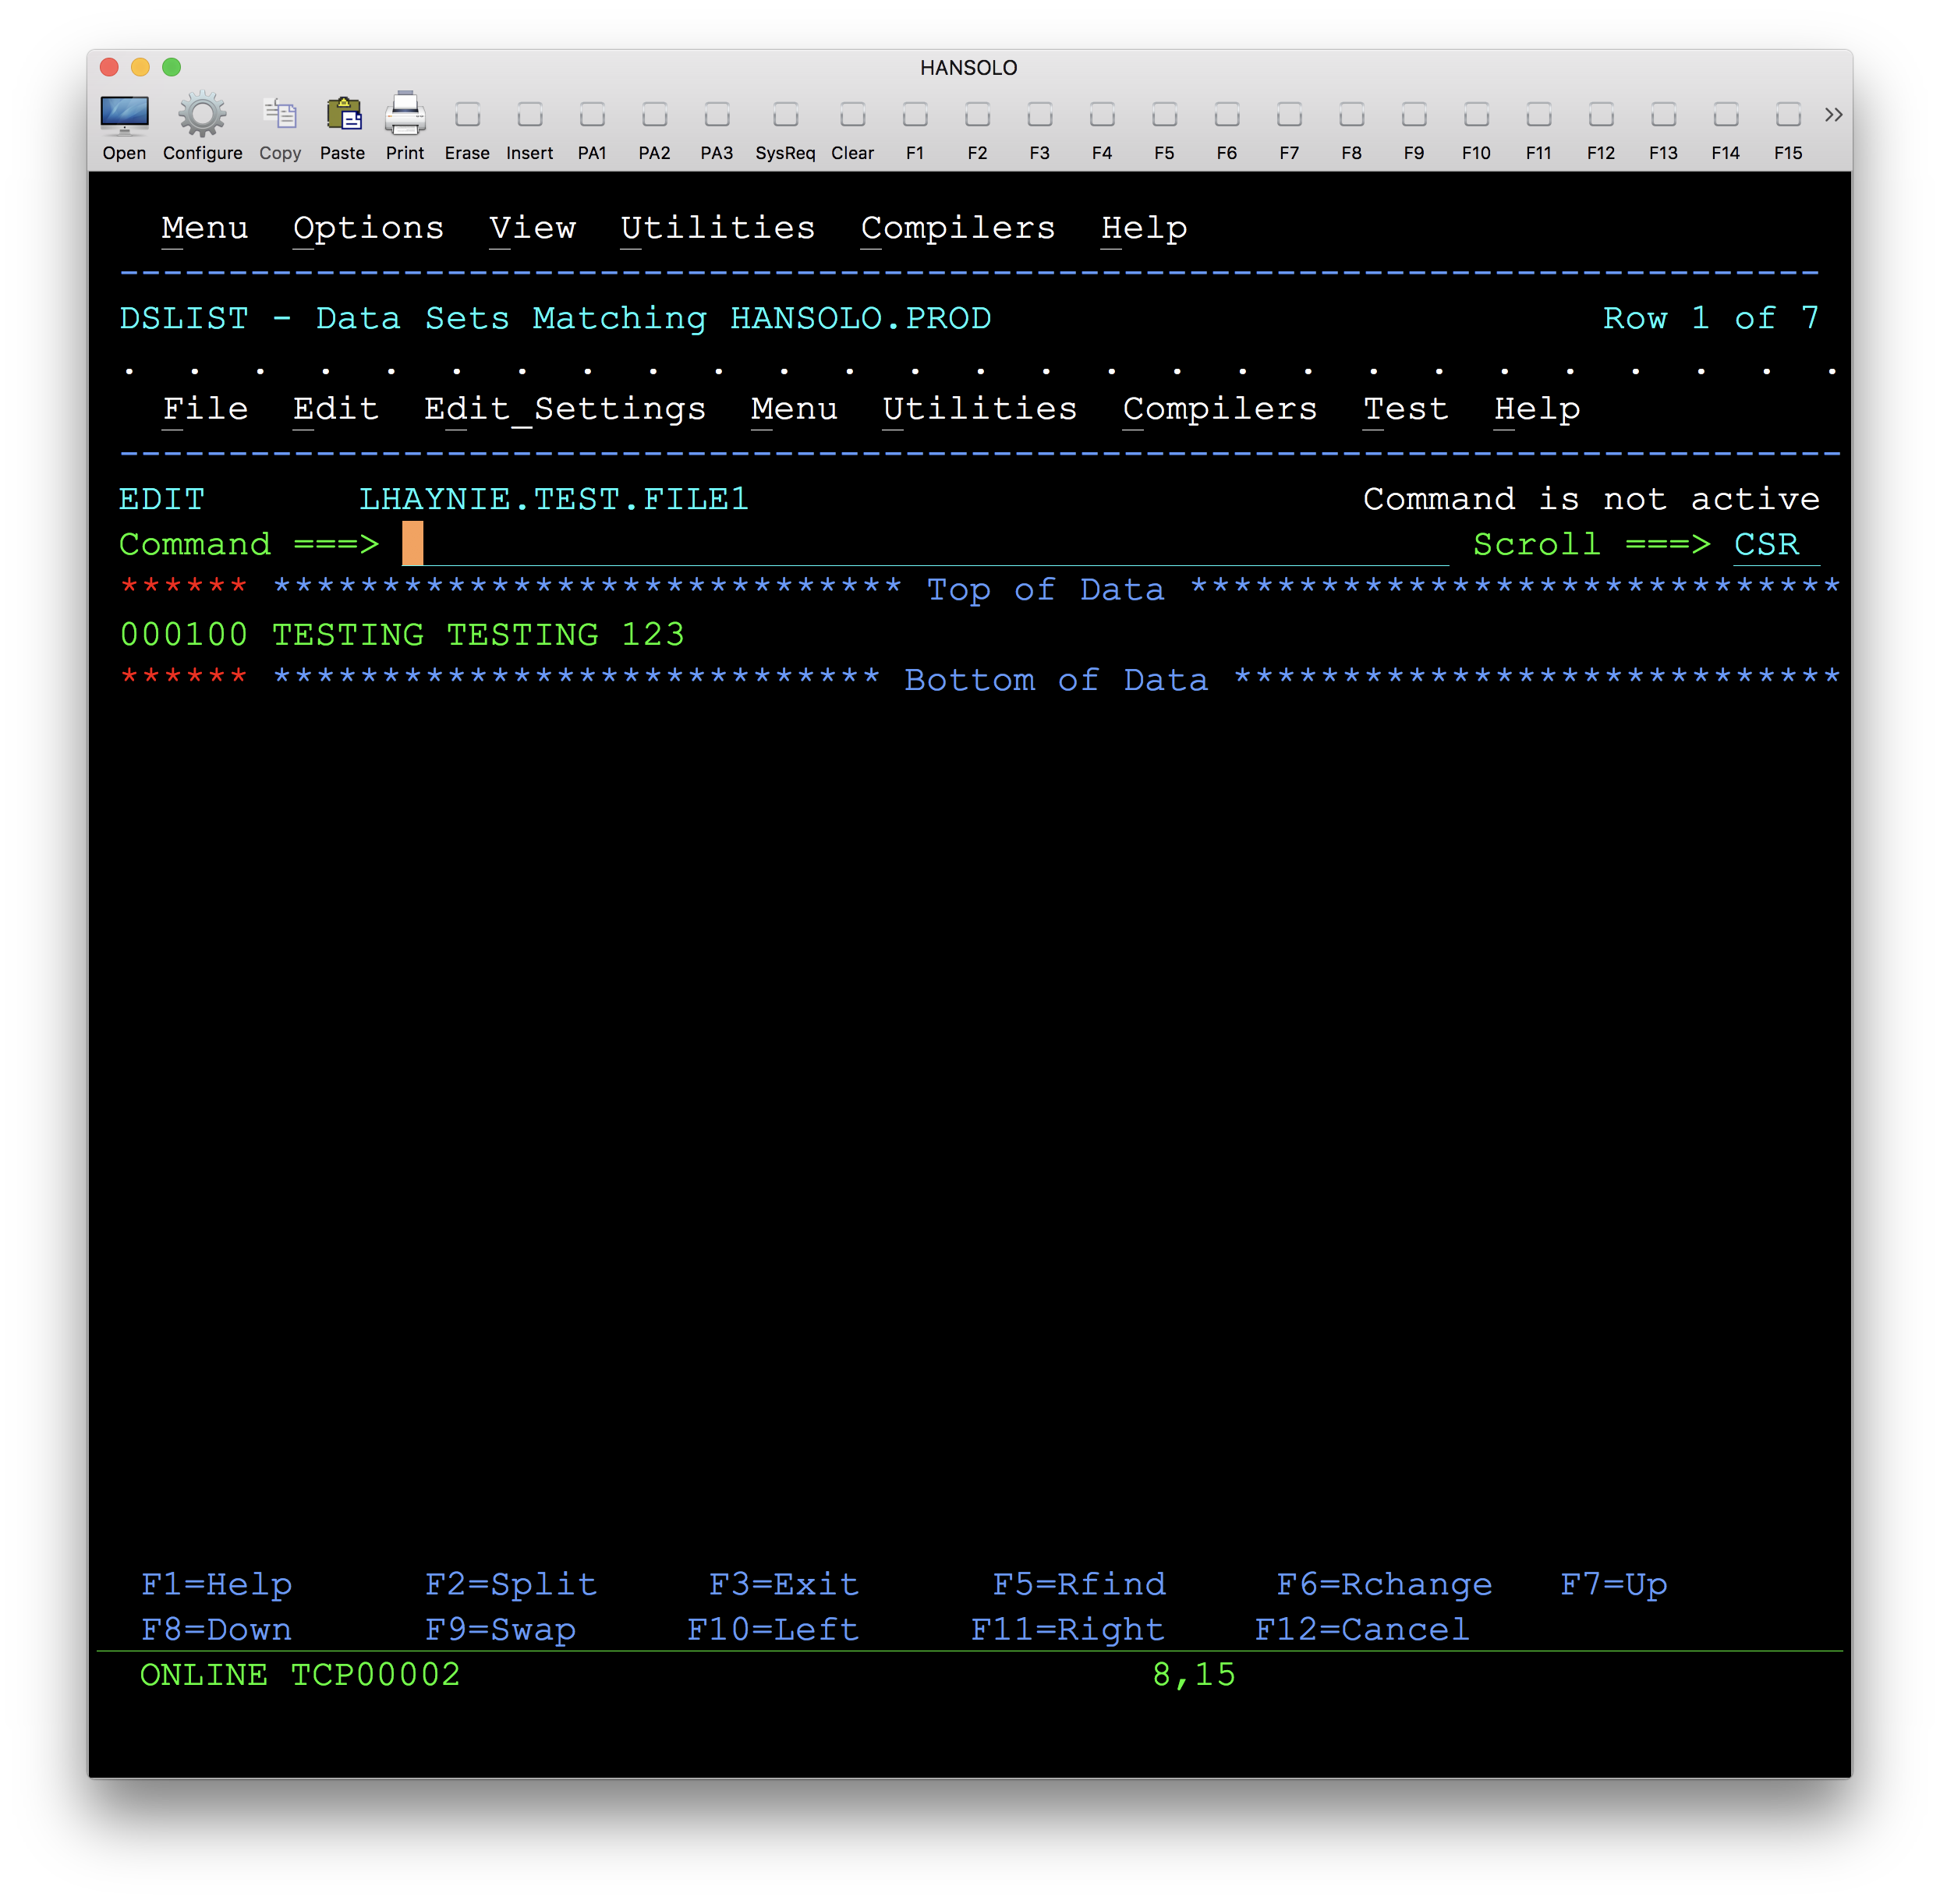 HANSOLO
Open Configure Copy Paste Print Erase Insert PA1 PA2 PA3 SysReq Clear F1 F2 F3 F4 F5 F6 F7 F8 F9 F10 F11 F12 F13 F14 F15 »
Menu Options View Utilities Compilers Help
-------------------------------------------------------------------------------
DSLIST - Data Sets Matching HANSOLO.PROD Row 1 of 7
. . . . . . . . . . . . . . . . . . . . . . . . . . .
File Edit Edit_Settings Menu Utilities Compilers Test Help
-------------------------------------------------------------------------------
EDIT LHAYNIE.TEST.FILE1 Command is not active
Command ===> Scroll ===> CSR
****** ***************************** Top of Data ******************************
000100 TESTING TESTING 123
****** **************************** Bottom of Data ****************************
F1=Help F2=Split F3=Exit F5=Rfind F6=Rchange F7=Up
F8=Down F9=Swap F10=Left F11=Right F12=Cancel
ONLINE TCP00002 8,15